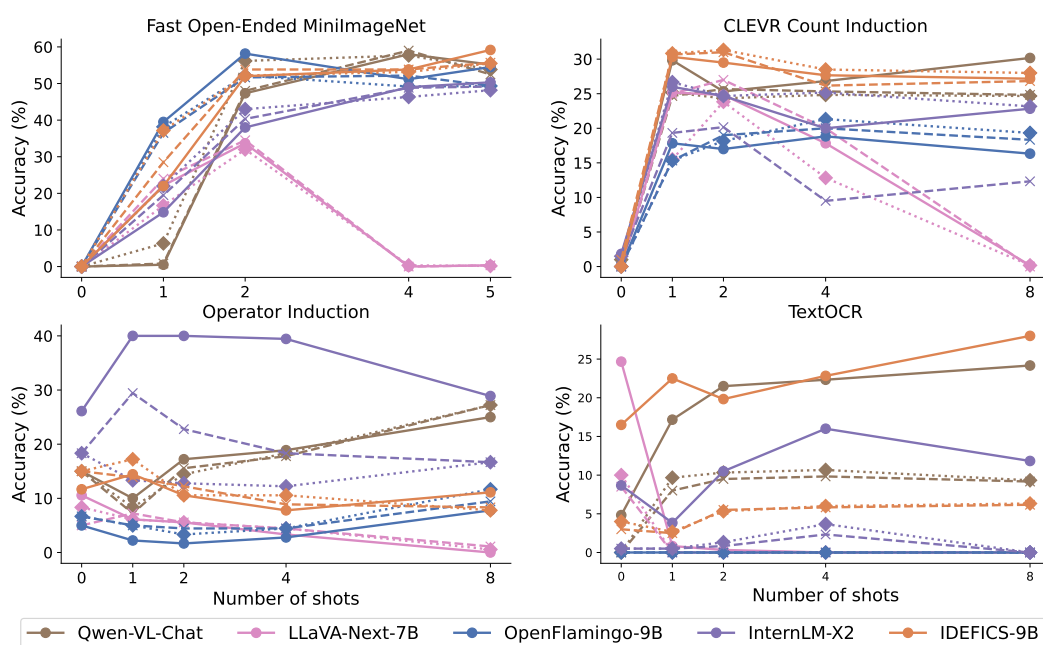 Fast Open-Ended MiniImageNet
Accuracy (%)
60
50
40
30
20
10
0
0 1 2 4 5
CLEVR Count Induction
Accuracy (%)
30
25
20
15
10
5
0
0 1 2 4 8
Operator Induction
Accuracy (%)
40
30
20
10
0
0 1 2 4 8
Number of shots
TextOCR
Accuracy (%)
25
20
15
10
5
0
0 1 2 4 8
Number of shots
Qwen-VL-Chat LLaVA-Next-7B OpenFlamingo-9B InternLM-X2 IDEFICS-9B